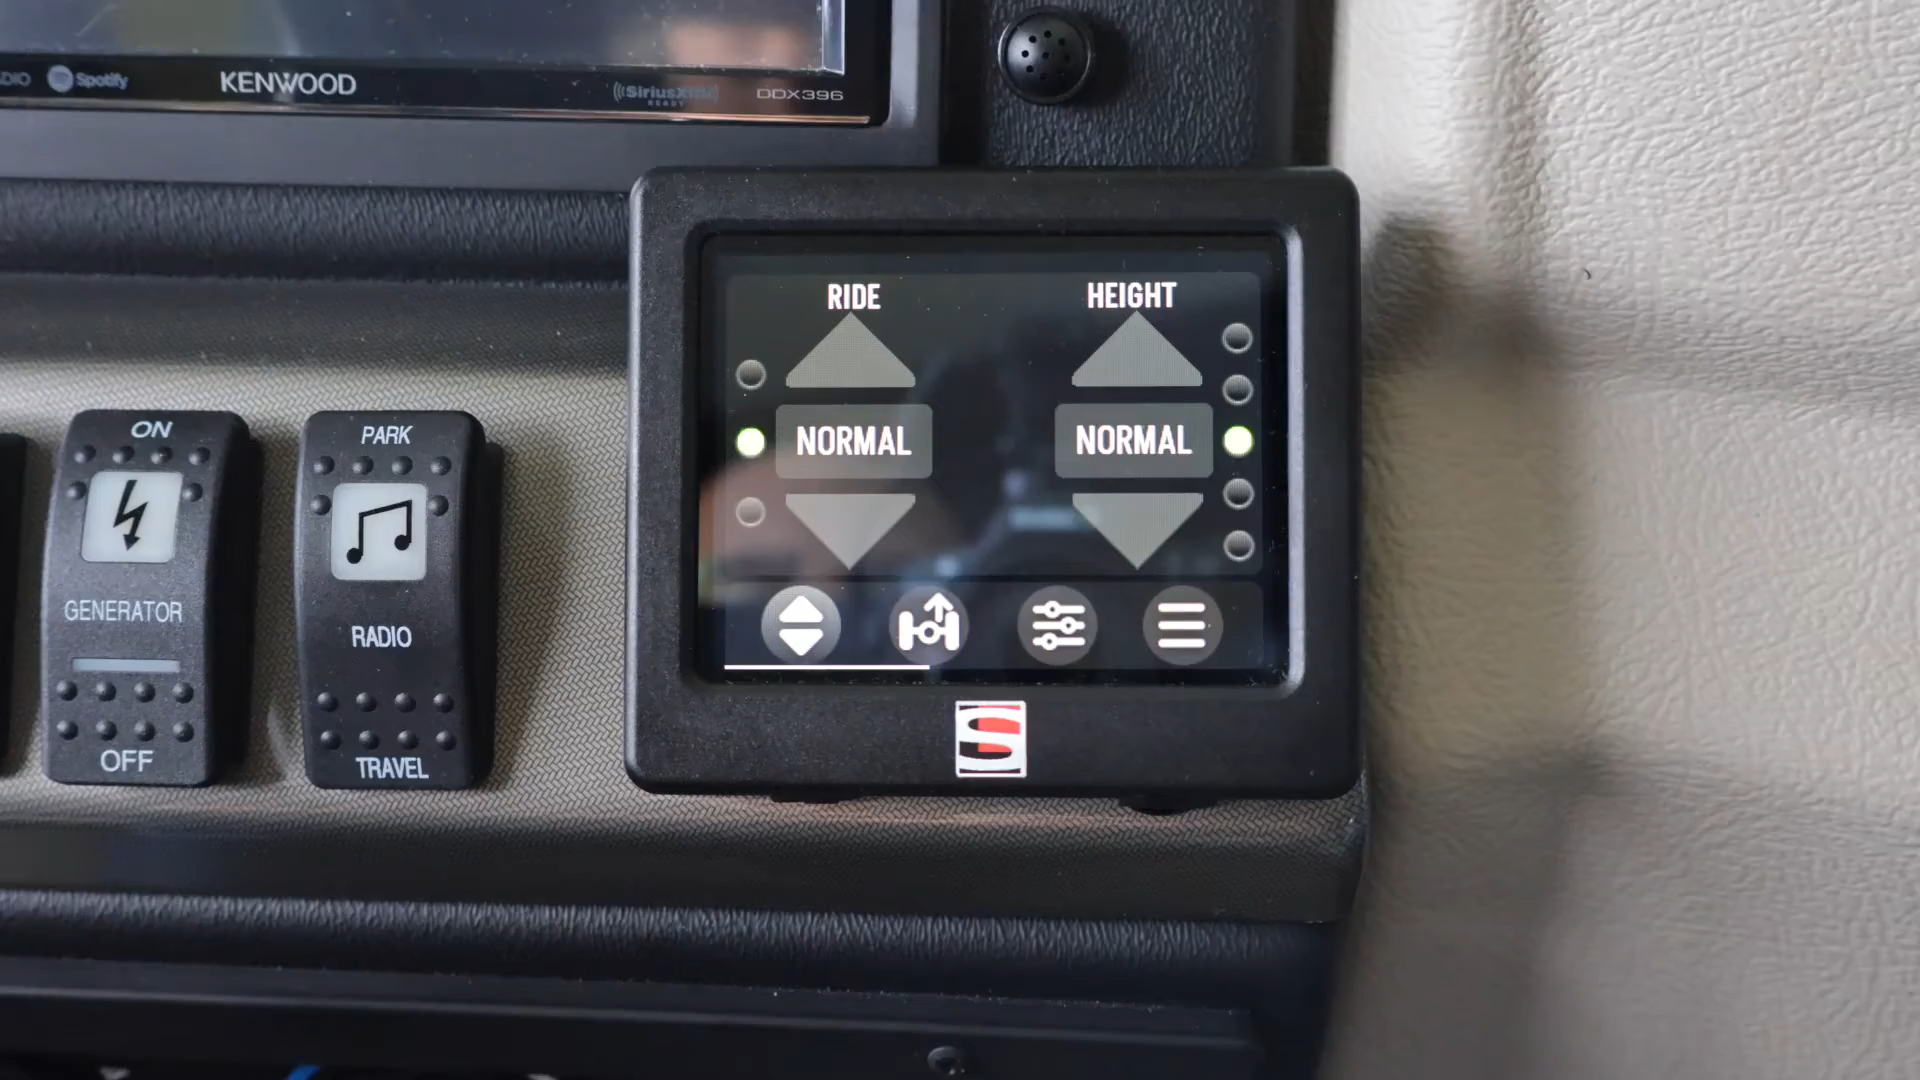 Spotify
KENWOOD
SiriusXM
READY
DDX396
RIDE
HEIGHT
NORMAL
NORMAL
ON
GENERATOR
OFF
PARK
RADIO
TRAVEL
S